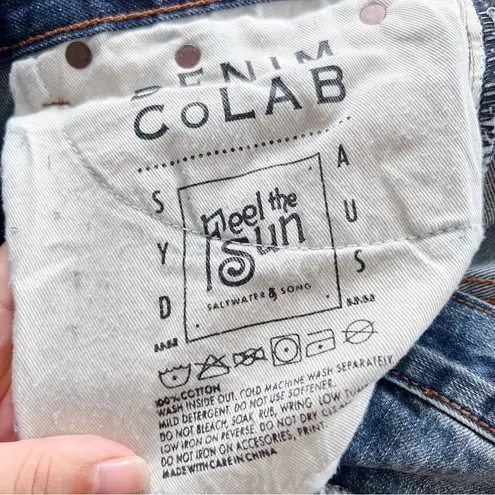 DENIM
COLAB
SYD
AUS
Feel the
Sun
SALTWATER & SONG
100% COTTON
WASH INSIDE OUT. COLD MACHINE WASH SEPARATELY
MILD DETERGENT. DO NOT USE SOFTENER.
DO NOT BLEACH, SOAK RUB, WRING LOW
LOW IRON ON REVERSE. DO NOT DRY CLEAN
DO NOT IRON ON ACCESORIES, PRINT.
MADE WITH CARE IN CHINA